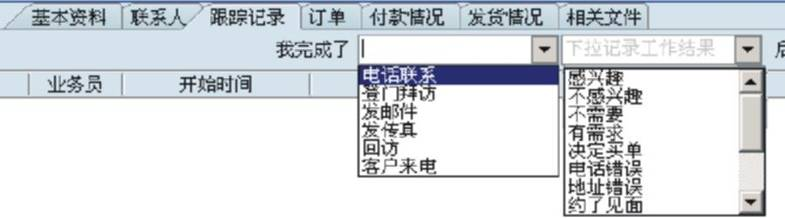 基本资料 联系人 跟踪记录 订单 付款情况 发货情况 相关文件
我完成了 下拉记录工作结果 后
业务员 开始时间
电话联系
登门拜访
发邮件
发传真
回访
客户来电
感兴趣
不感兴趣
不需要
有需求
决定买单
电话错误
地址错误
约了见面